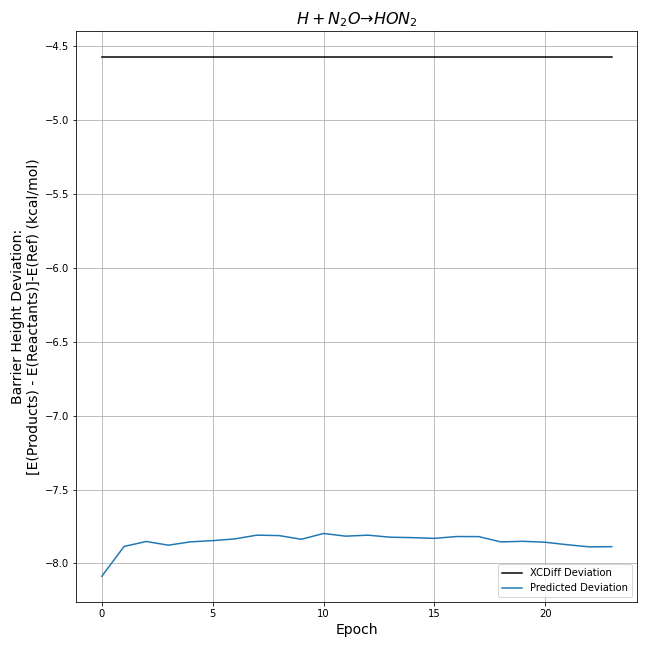 H + N₂O→HON₂
Barrier Height Deviation:
[E(Products) - E(Reactants)]-E(Ref) (kcal/mol)
−4.5
−5.0
−5.5
−6.0
−6.5
−7.0
−7.5
−8.0
XCDiff Deviation
Predicted Deviation
0
5
10
15
20
Epoch